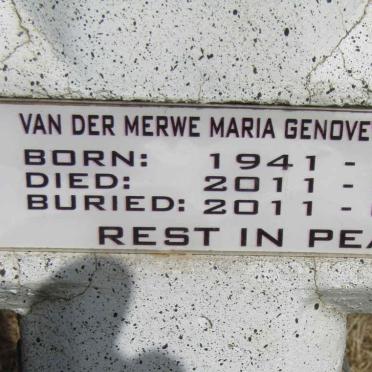 VAN DER MERWE MARIA GENOVE
BORN: 1941 -
DIED: 2011 -
BURIED: 2011 -
REST IN PEA